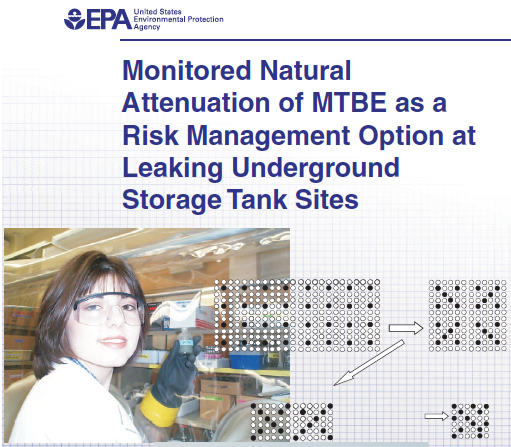 EPA
United States
Environmental Protection
Agency
Monitored Natural
Attenuation of MTBE as a
Risk Management Option at
Leaking Underground
Storage Tank Sites